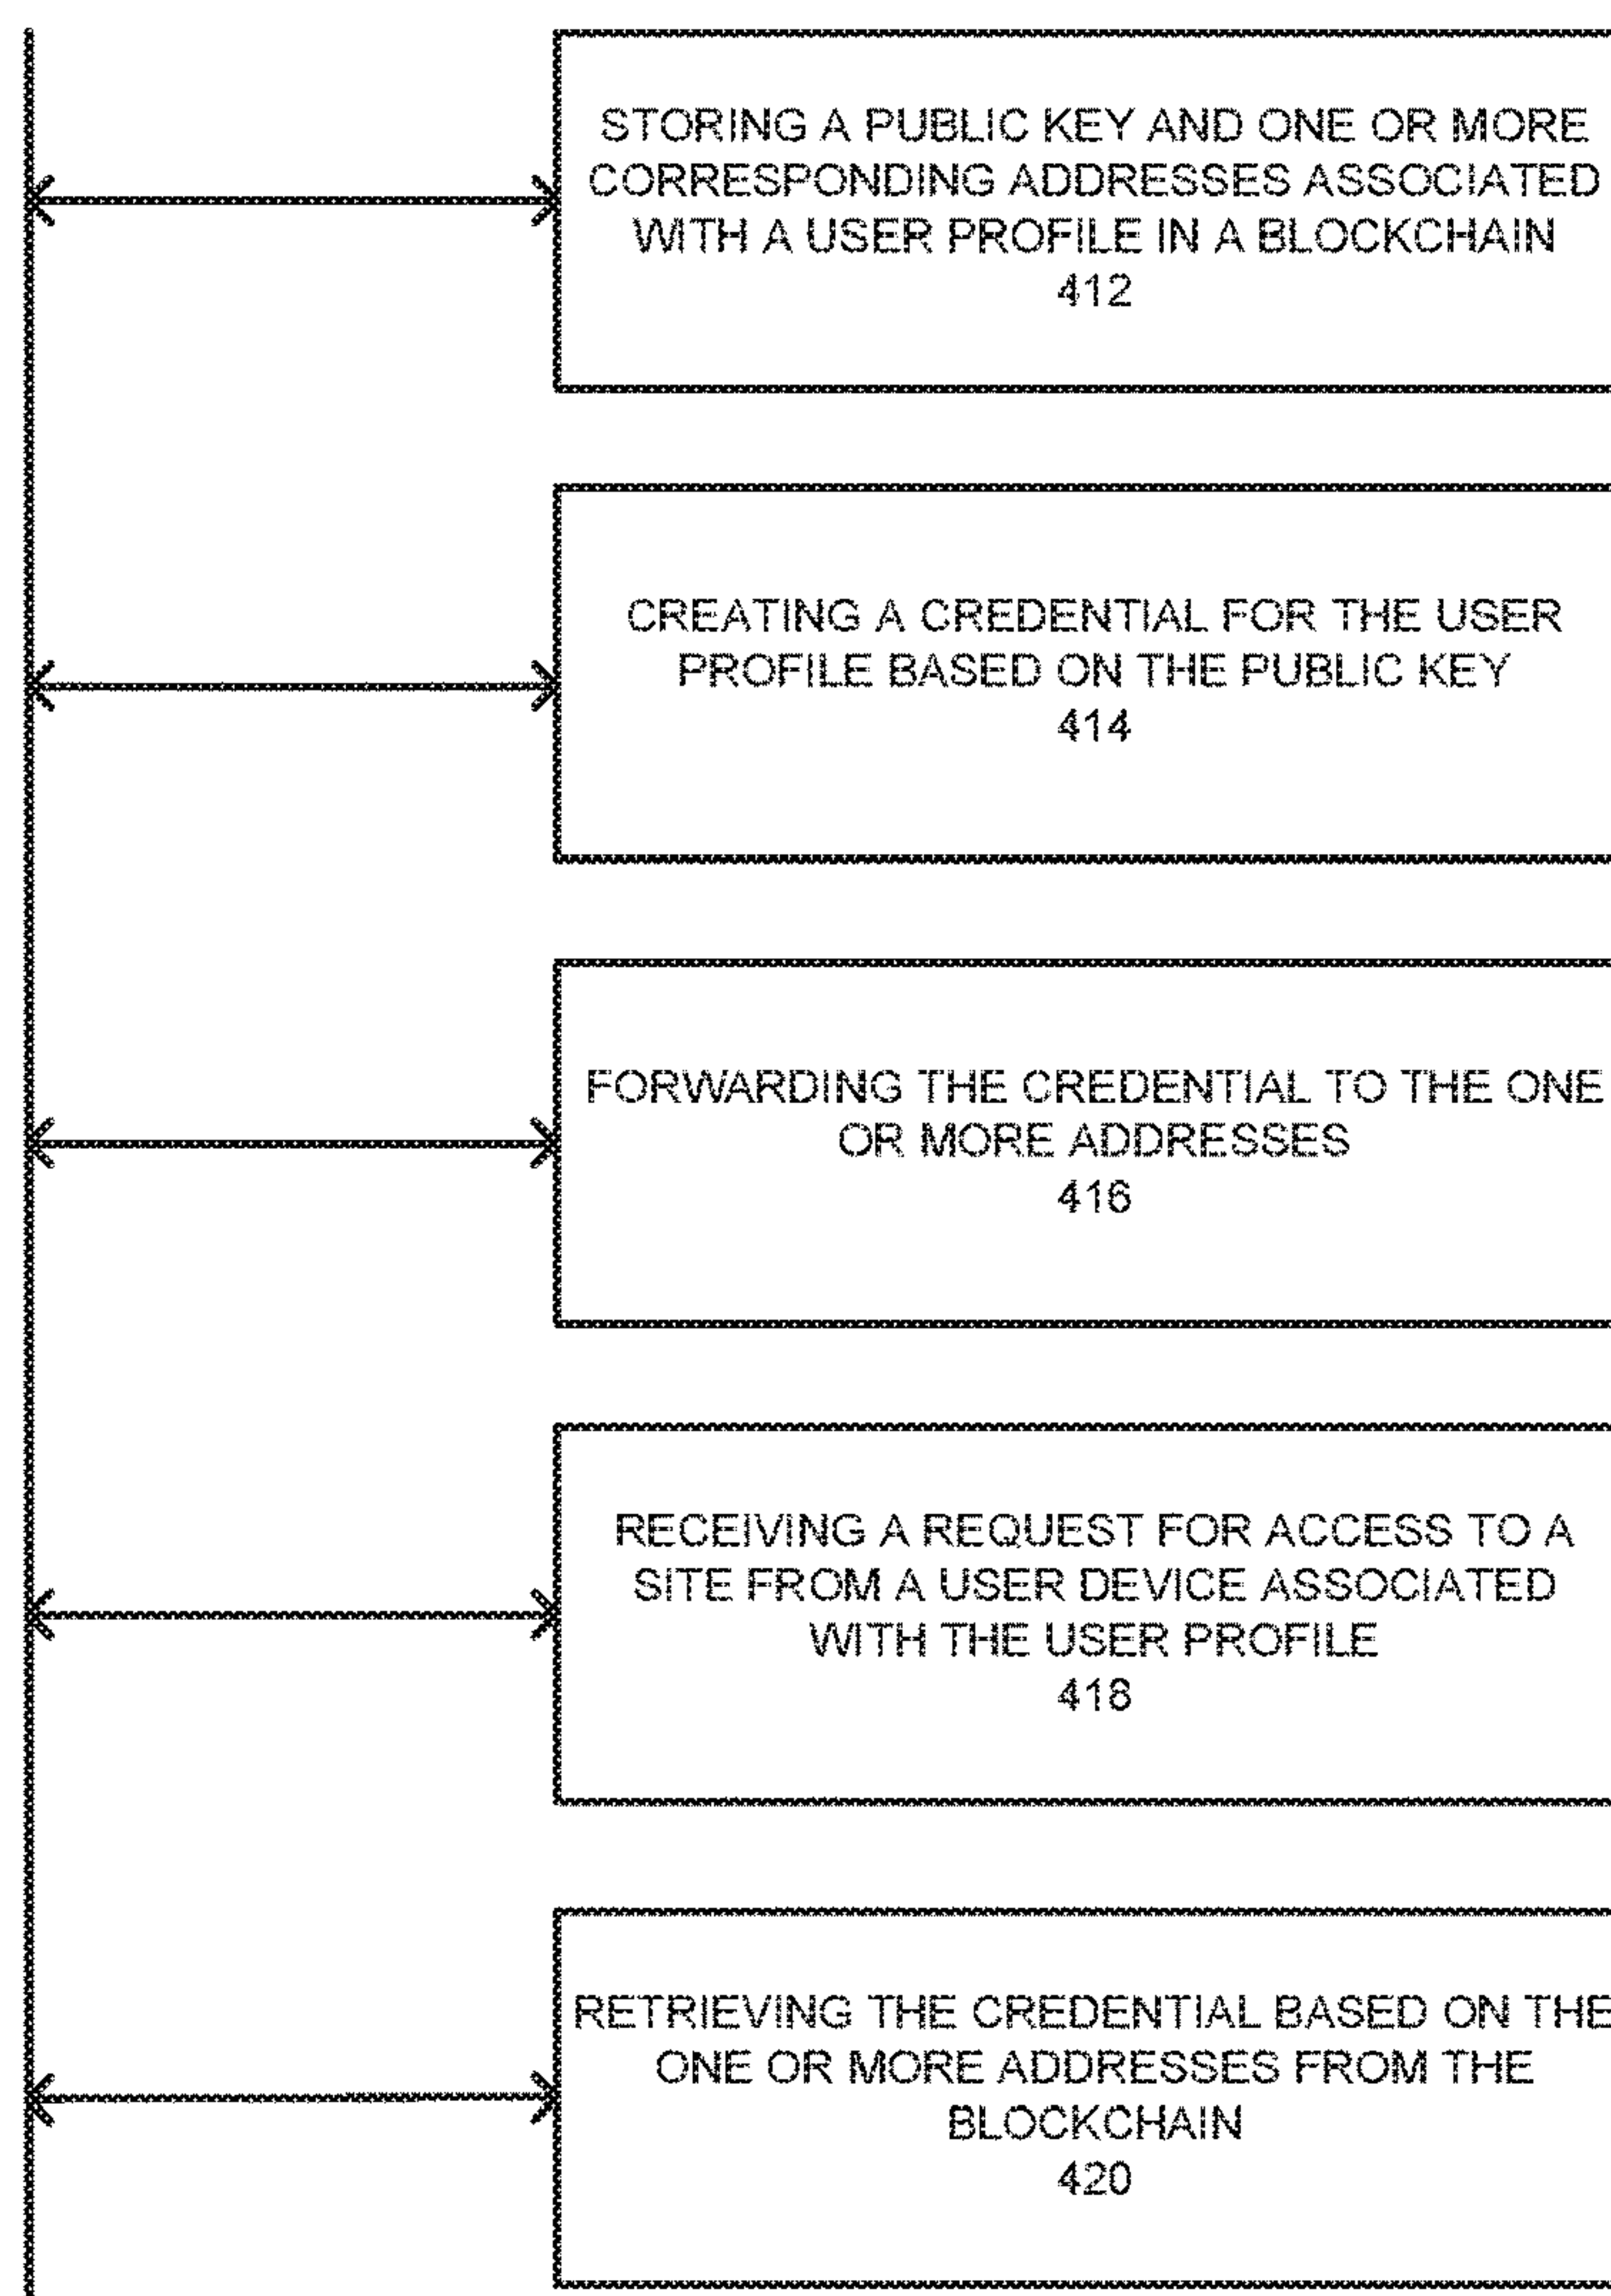 STORING A PUBLIC KEY AND ONE OR MORE
CORRESPONDING ADDRESSES ASSOCIATED
WITH A USER PROFILE IN A BLOCKCHAIN
412
CREATING A CREDENTIAL FOR THE USER
PROFILE BASED ON THE PUBLIC KEY
414
FORWARDING THE CREDENTIAL TO THE ONE
OR MORE ADDRESSES
416
RECEIVING A REQUEST FOR ACCESS TO A
SITE FROM A USER DEVICE ASSOCIATED
WITH THE USER PROFILE
418
RETRIEVING THE CREDENTIAL BASED ON THE
ONE OR MORE ADDRESSES FROM THE
BLOCKCHAIN
420